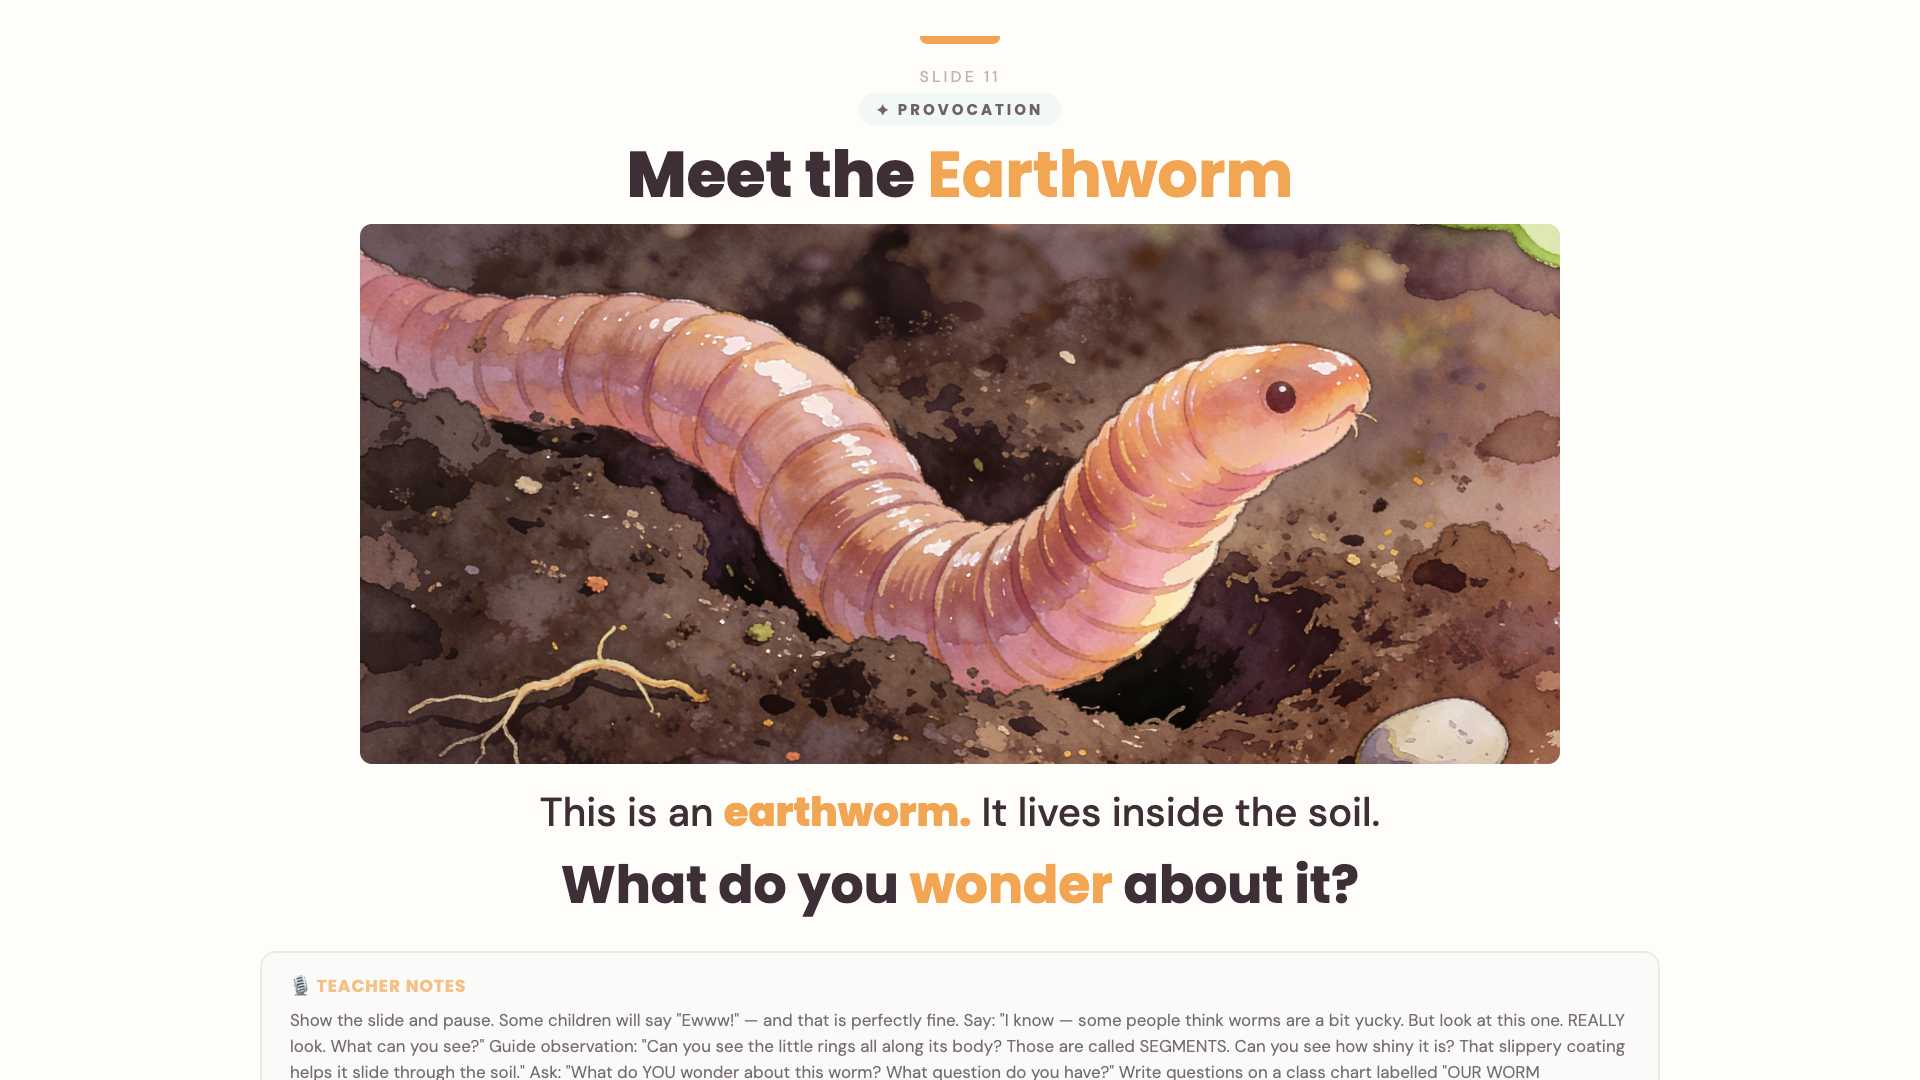 SLIDE 11
✦ PROVOCATION
Meet the Earthworm
This is an earthworm. It lives inside the soil.
What do you wonder about it?
🎙️ TEACHER NOTES
Show the slide and pause. Some children will say "Ewww!" — and that is perfectly fine. Say: "I know — some people think worms are a bit yucky. But look at this one. REALLY
look. What can you see?" Guide observation: "Can you see the little rings all along its body? Those are called SEGMENTS. Can you see how shiny it is? That slippery coating
helps it slide through the soil." Ask: "What do YOU wonder about this worm? What question do you have?" Write questions on a class chart labelled "OUR WORM